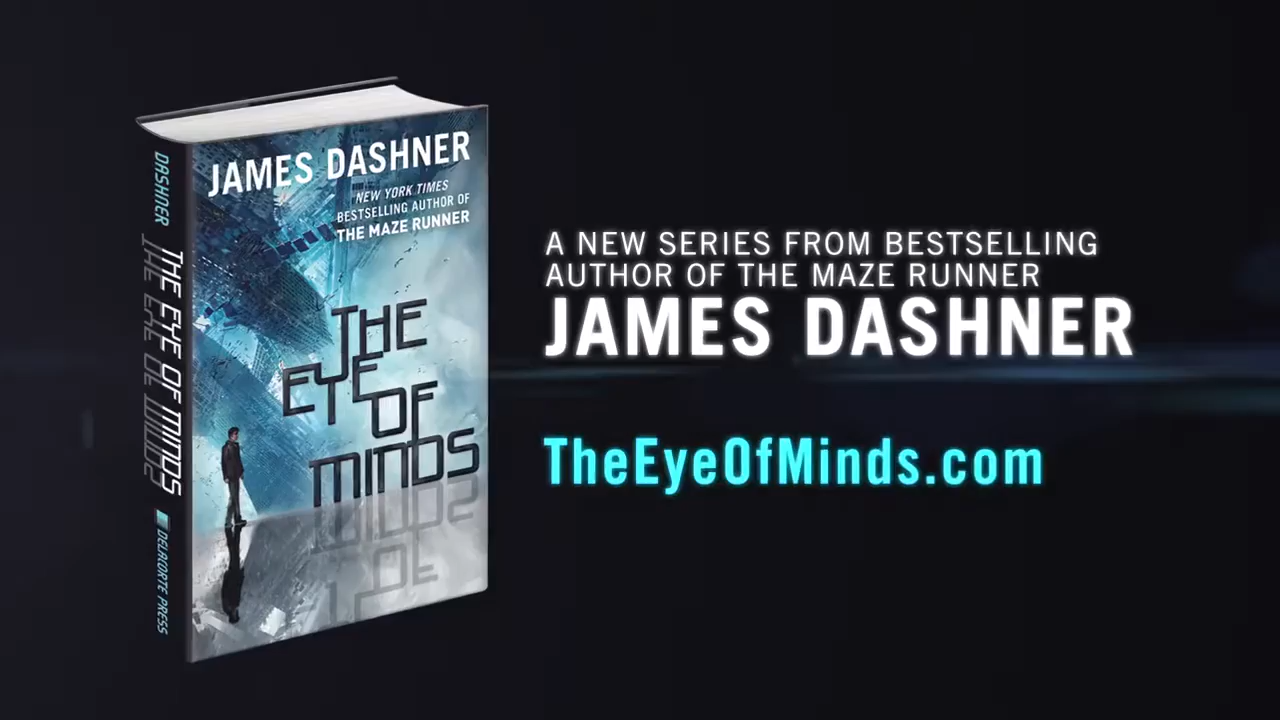 JAMES DASHNER
NEW YORK TIMES
BESTSELLING AUTHOR OF
THE MAZE RUNNER
THE
EYE
OF
MINDS
DASHNER
THE EYE OF MINDS
DELACORTE PRESS
A NEW SERIES FROM BESTSELLING
AUTHOR OF THE MAZE RUNNER
JAMES DASHNER
TheEyeOfMinds.com